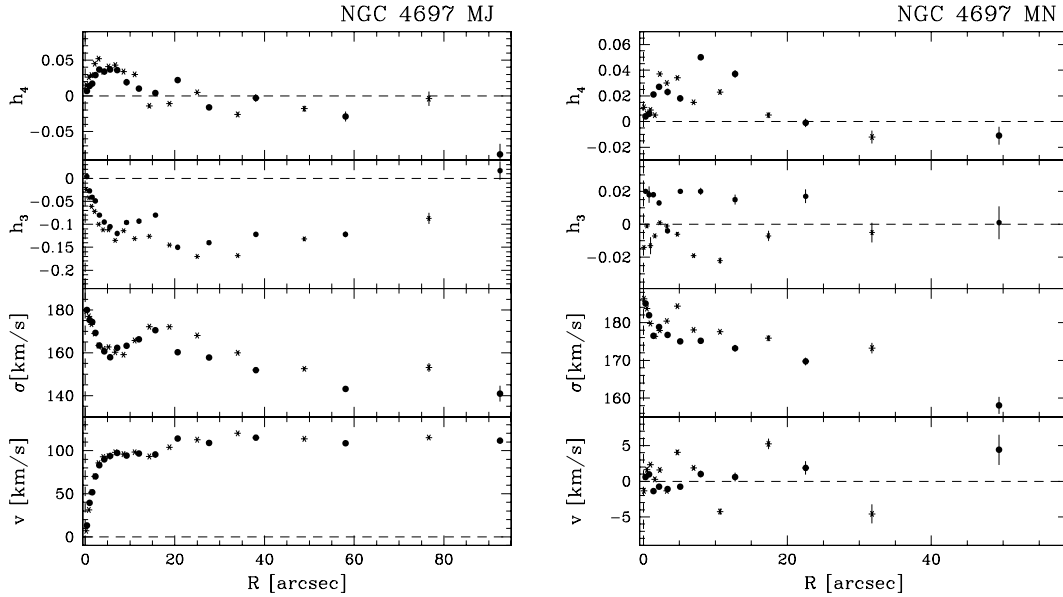 NGC 4697 MJ
h4
0.05
0
-0.05
h3
0
-0.05
-0.1
-0.15
-0.2
σ[km/s]
180
160
140
v [km/s]
100
50
0
0 20 40 60 80
R [arcsec]
NGC 4697 MN
h4
0.06
0.04
0.02
0
-0.02
h3
0.02
0
-0.02
σ[km/s]
180
170
160
v [km/s]
5
0
-5
0 20 40
R [arcsec]